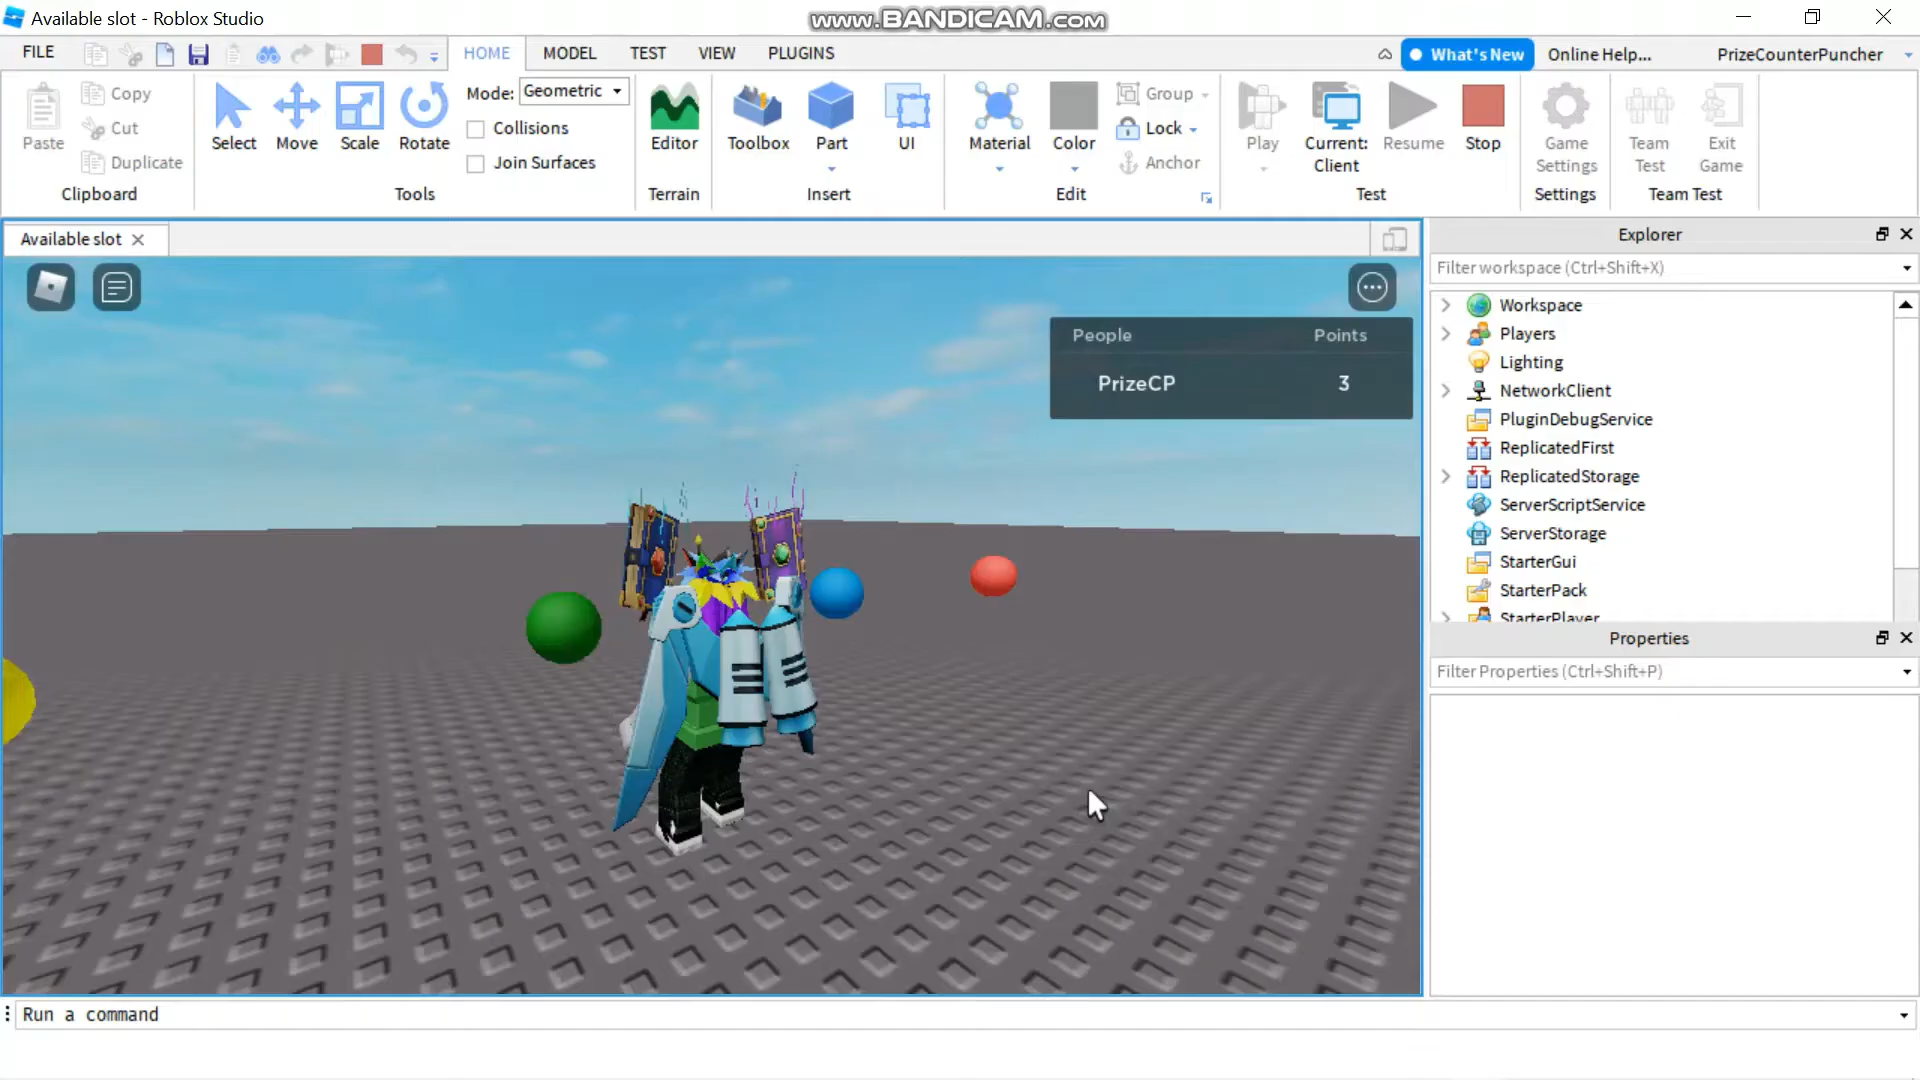 Available slot - Roblox Studio
www.BANDICAM.com
FILE
HOME
MODEL
TEST
VIEW
PLUGINS
What's New
Online Help...
PrizeCounterPuncher
Paste
Copy
Cut
Duplicate
Clipboard
Select
Move
Scale
Rotate
Mode:
Geometric
Collisions
Join Surfaces
Tools
Editor
Terrain
Toolbox
Part
UI
Insert
Material
Color
Group
Lock
Anchor
Edit
Play
Current:
Client
Resume
Stop
Test
Game
Settings
Settings
Team
Test
Exit
Game
Team Test
Available slot
People Points
PrizeCP 3
Explorer
Filter workspace (Ctrl+Shift+X)
Workspace
Players
Lighting
NetworkClient
PluginDebugService
ReplicatedFirst
ReplicatedStorage
ServerScriptService
ServerStorage
StarterGui
StarterPack
StarterPlayer
Properties
Filter Properties (Ctrl+Shift+P)
Run a command